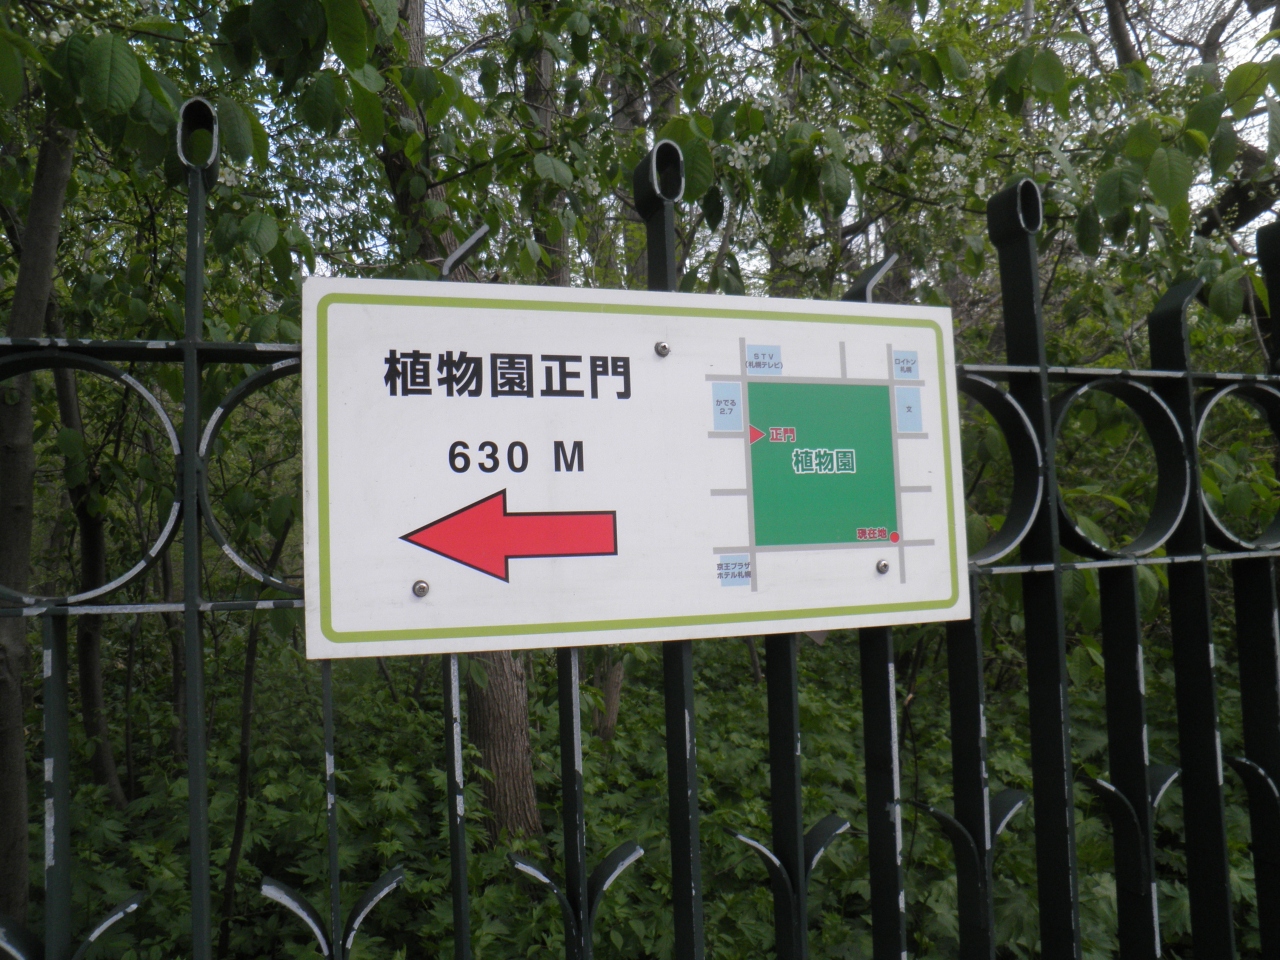 植物園正門
630 M
STV
(札幌テレビ)
ロイトン
札幌
かでる
2.7
文
正門
植物園
現在地
京王プラザ
ホテル札幌